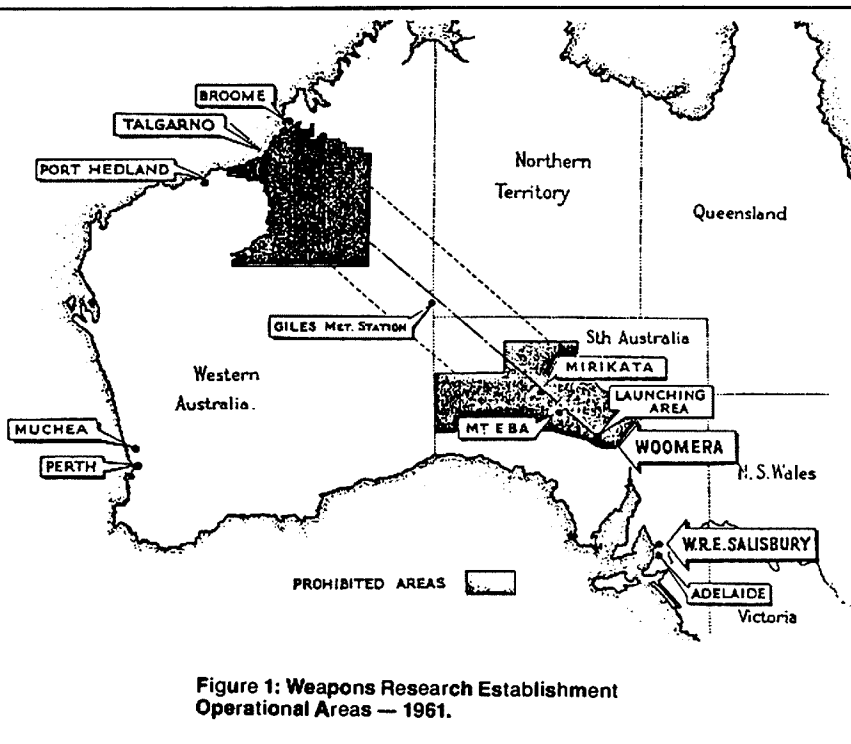 BROOME
TALGARNO
PORT HEDLAND
Northern
Territory
Queensland
GILES MET. STATION
Sth Australia
MIRIKATA
Western
Australia.
LAUNCHING
AREA
MT EBA
MUCHEA
WOOMERA
PERTH
N.S.Wales
W.R.E. SALISBURY
PROHIBITED AREAS
ADELAIDE
Victoria
Figure 1: Weapons Research Establishment
Operational Areas — 1961.